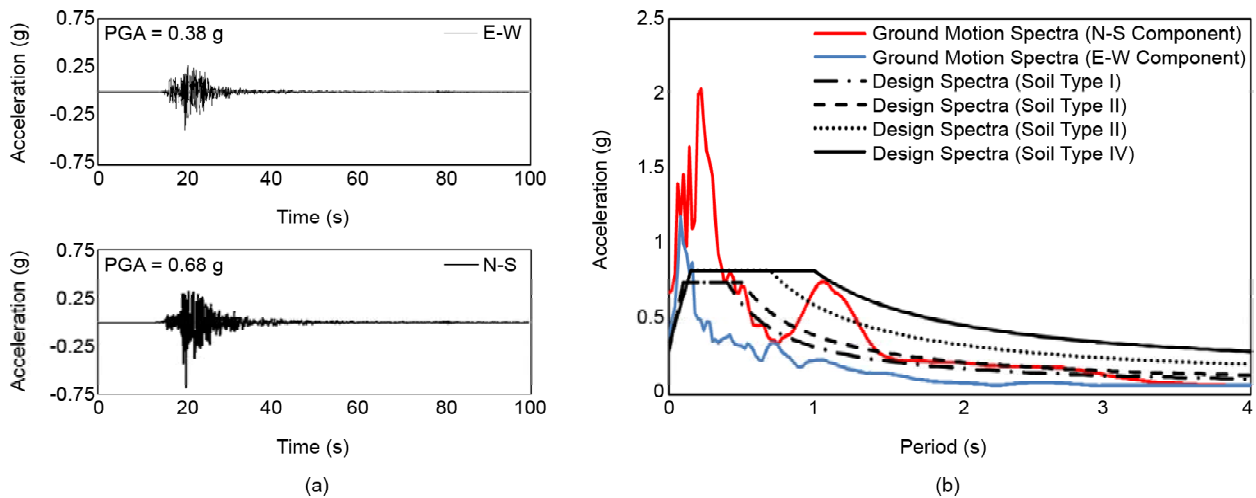 0.75
0.25
-0.25
-0.75
Acceleration (g)
PGA = 0.38 g
E-W
0 20 40 60 80 100
Time (s)
0.75
0.25
-0.25
-0.75
Acceleration (g)
PGA = 0.68 g
N-S
0 20 40 60 80 100
Time (s)
(a)
2.5
2
1.5
1
0.5
0
Acceleration (g)
Ground Motion Spectra (N-S Component)
Ground Motion Spectra (E-W Component)
Design Spectra (Soil Type I)
Design Spectra (Soil Type II)
Design Spectra (Soil Type II)
Design Spectra (Soil Type IV)
0 1 2 3 4
Period (s)
(b)